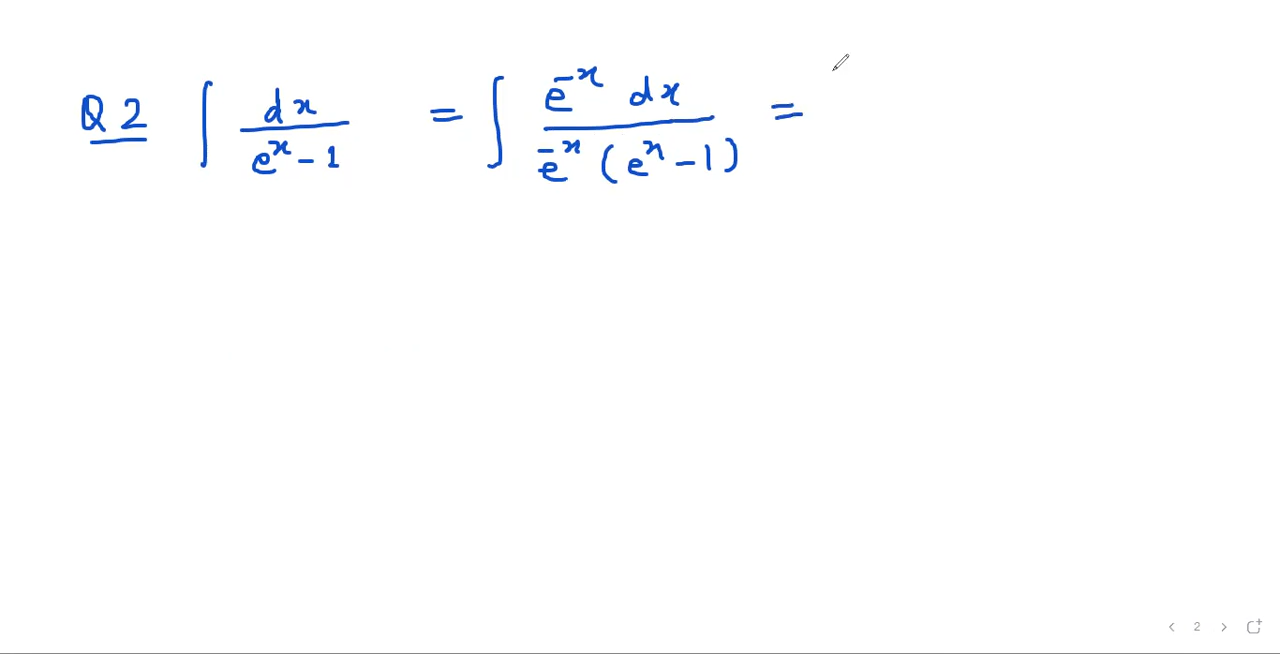 Q 2 ∫ dx / (e^x - 1) = ∫ e^-x dx / (e^-x (e^x - 1)) =
2